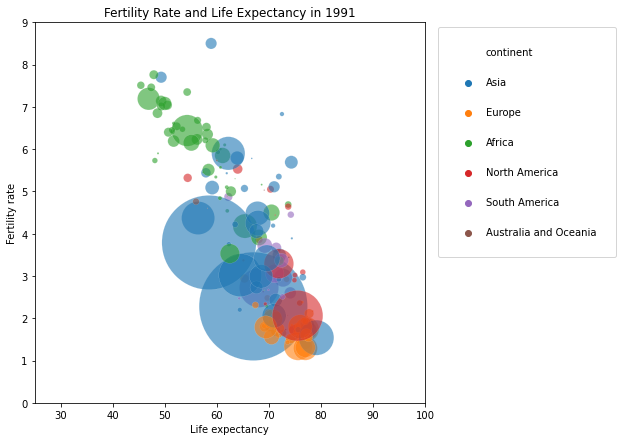 Fertility Rate and Life Expectancy in 1991
9
8
7
6
5
4
3
2
1
0
Fertility rate
30 40 50 60 70 80 90 100
Life expectancy
continent
Asia
Europe
Africa
North America
South America
Australia and Oceania